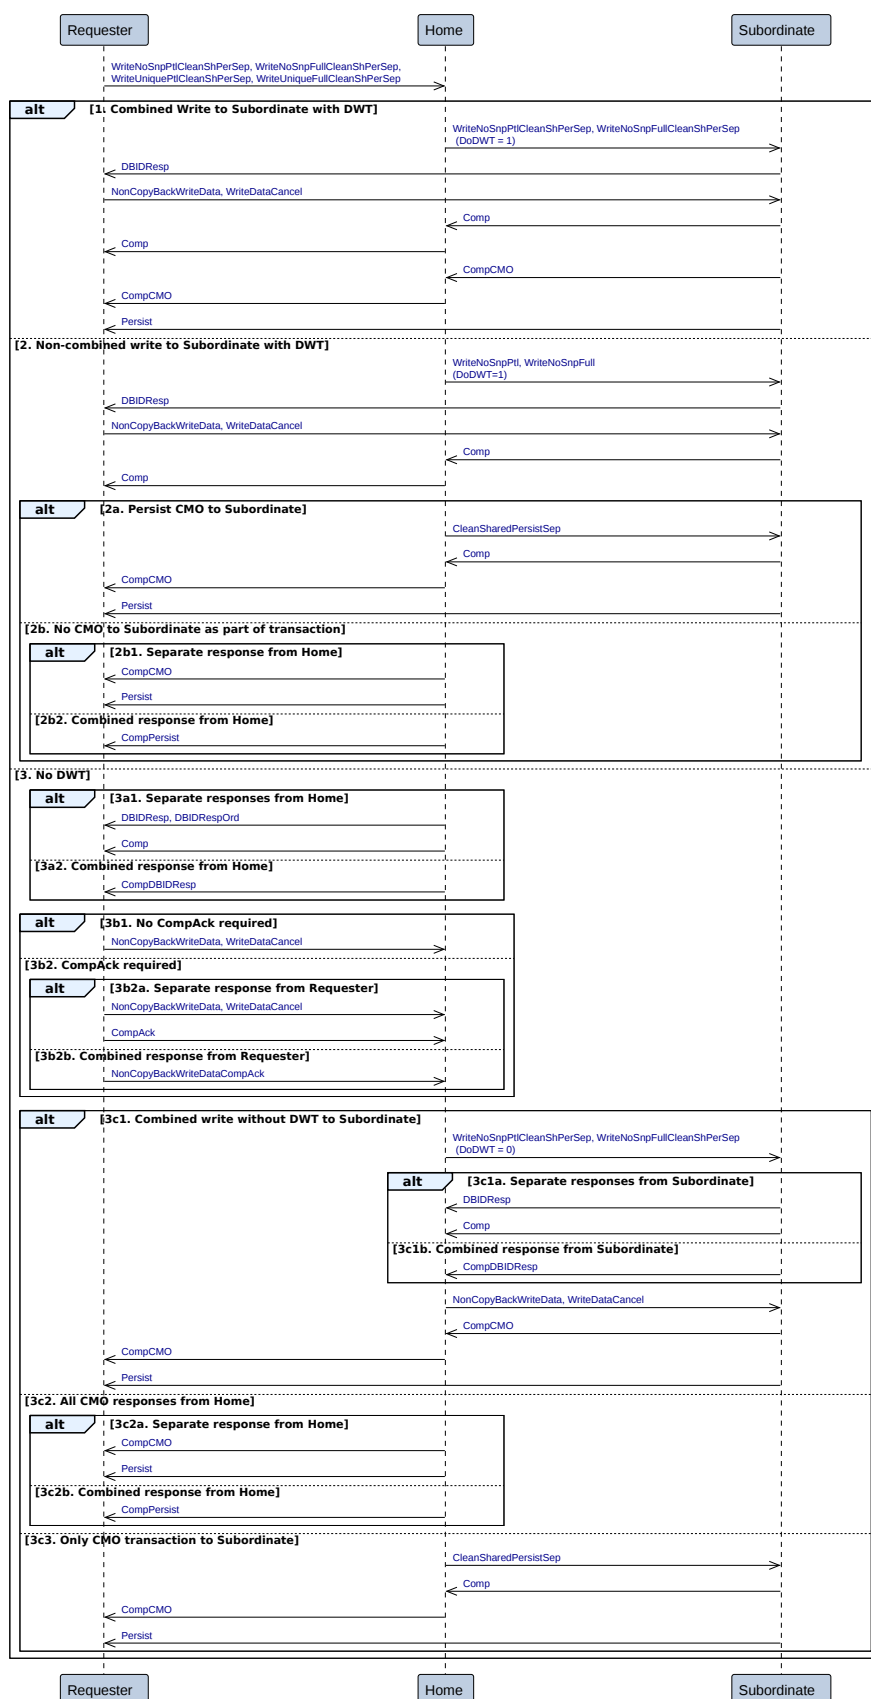 Requester Home Subordinate
WriteNoSnpPtlCleanShPerSep, WriteNoSnpFullCleanShPerSep,
WriteUniquePtlCleanShPerSep, WriteUniqueFullCleanShPerSep
alt [1. Combined Write to Subordinate with DWT]
WriteNoSnpPtlCleanShPerSep, WriteNoSnpFullCleanShPerSep
(DoDWT = 1)
DBIDResp
NonCopyBackWriteData, WriteDataCancel
Comp
Comp
CompCMO
CompCMO
Persist
[2. Non-combined write to Subordinate with DWT]
WriteNoSnpPtl, WriteNoSnpFull
(DoDWT=1)
DBIDResp
NonCopyBackWriteData, WriteDataCancel
Comp
Comp
alt [2a. Persist CMO to Subordinate]
CleanSharedPersistSep
Comp
CompCMO
Persist
[2b. No CMO to Subordinate as part of transaction]
alt [2b1. Separate response from Home]
CompCMO
Persist
[2b2. Combined response from Home]
CompPersist
[3. No DWT]
alt [3a1. Separate responses from Home]
DBIDResp, DBIDRespOrd
Comp
[3a2. Combined response from Home]
CompDBIDResp
alt [3b1. No CompAck required]
NonCopyBackWriteData, WriteDataCancel
[3b2. CompAck required]
alt [3b2a. Separate response from Requester]
NonCopyBackWriteData, WriteDataCancel
CompAck
[3b2b. Combined response from Requester]
NonCopyBackWriteDataCompAck
alt [3c1. Combined write without DWT to Subordinate]
WriteNoSnpPtlCleanShPerSep, WriteNoSnpFullCleanShPerSep
(DoDWT = 0)
alt [3c1a. Separate responses from Subordinate]
DBIDResp
Comp
[3c1b. Combined response from Subordinate]
CompDBIDResp
NonCopyBackWriteData, WriteDataCancel
CompCMO
CompCMO
Persist
[3c2. All CMO responses from Home]
alt [3c2a. Separate response from Home]
CompCMO
Persist
[3c2b. Combined response from Home]
CompPersist
[3c3. Only CMO transaction to Subordinate]
CleanSharedPersistSep
Comp
CompCMO
Persist
Requester Home Subordinate